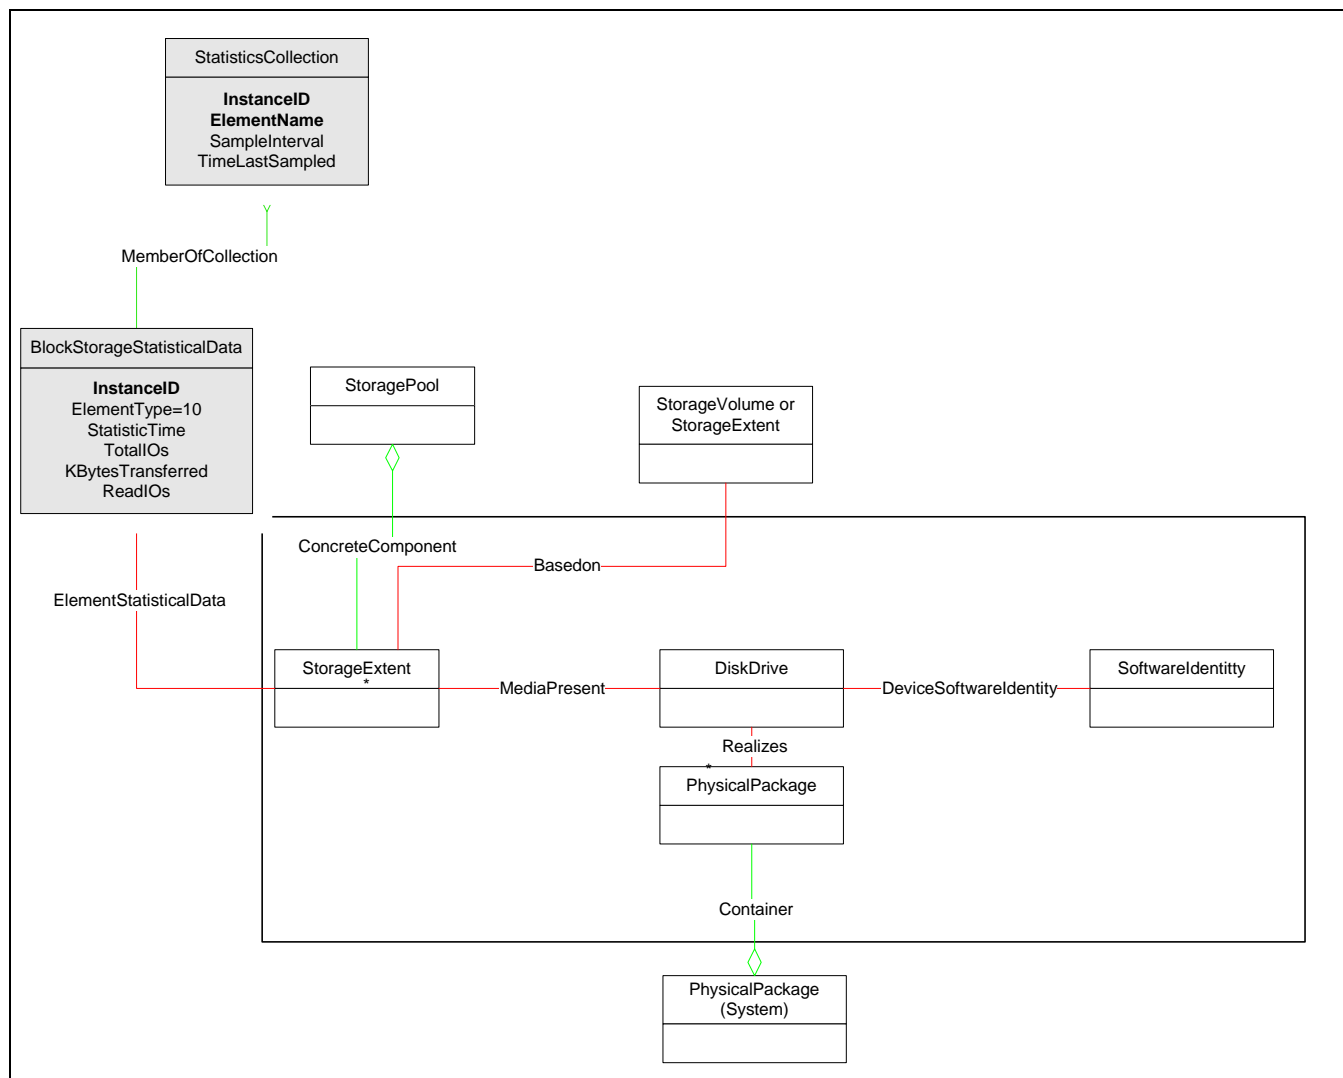 StatisticsCollection
InstanceID
ElementName
SampleInterval
TimeLastSampled
MemberOfCollection
BlockStorageStatisticalData
InstanceID
ElementType=10
StatisticTime
TotalIOs
KBytesTransferred
ReadIOs
StoragePool
StorageVolume or
StorageExtent
ConcreteComponent
Basedon
ElementStatisticalData
StorageExtent
*
MediaPresent
DiskDrive
DeviceSoftwareIdentity
SoftwareIdentitty
Realizes
*
PhysicalPackage
Container
PhysicalPackage
(System)